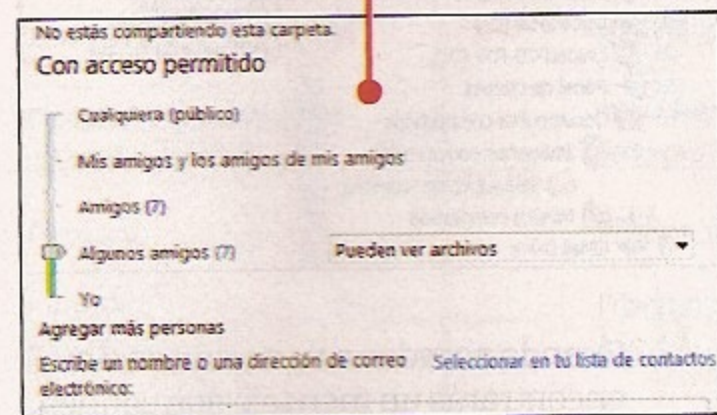 No estás compartiendo esta carpeta.
Con acceso permitido
Cualquiera (público)
Mis amigos y los amigos de mis amigos
Amigos (7)
Algunos amigos (7) Pueden ver archivos
Yo
Agregar más personas
Escribe un nombre o una dirección de correo Seleccionar en tu lista de contactos
electrónico: